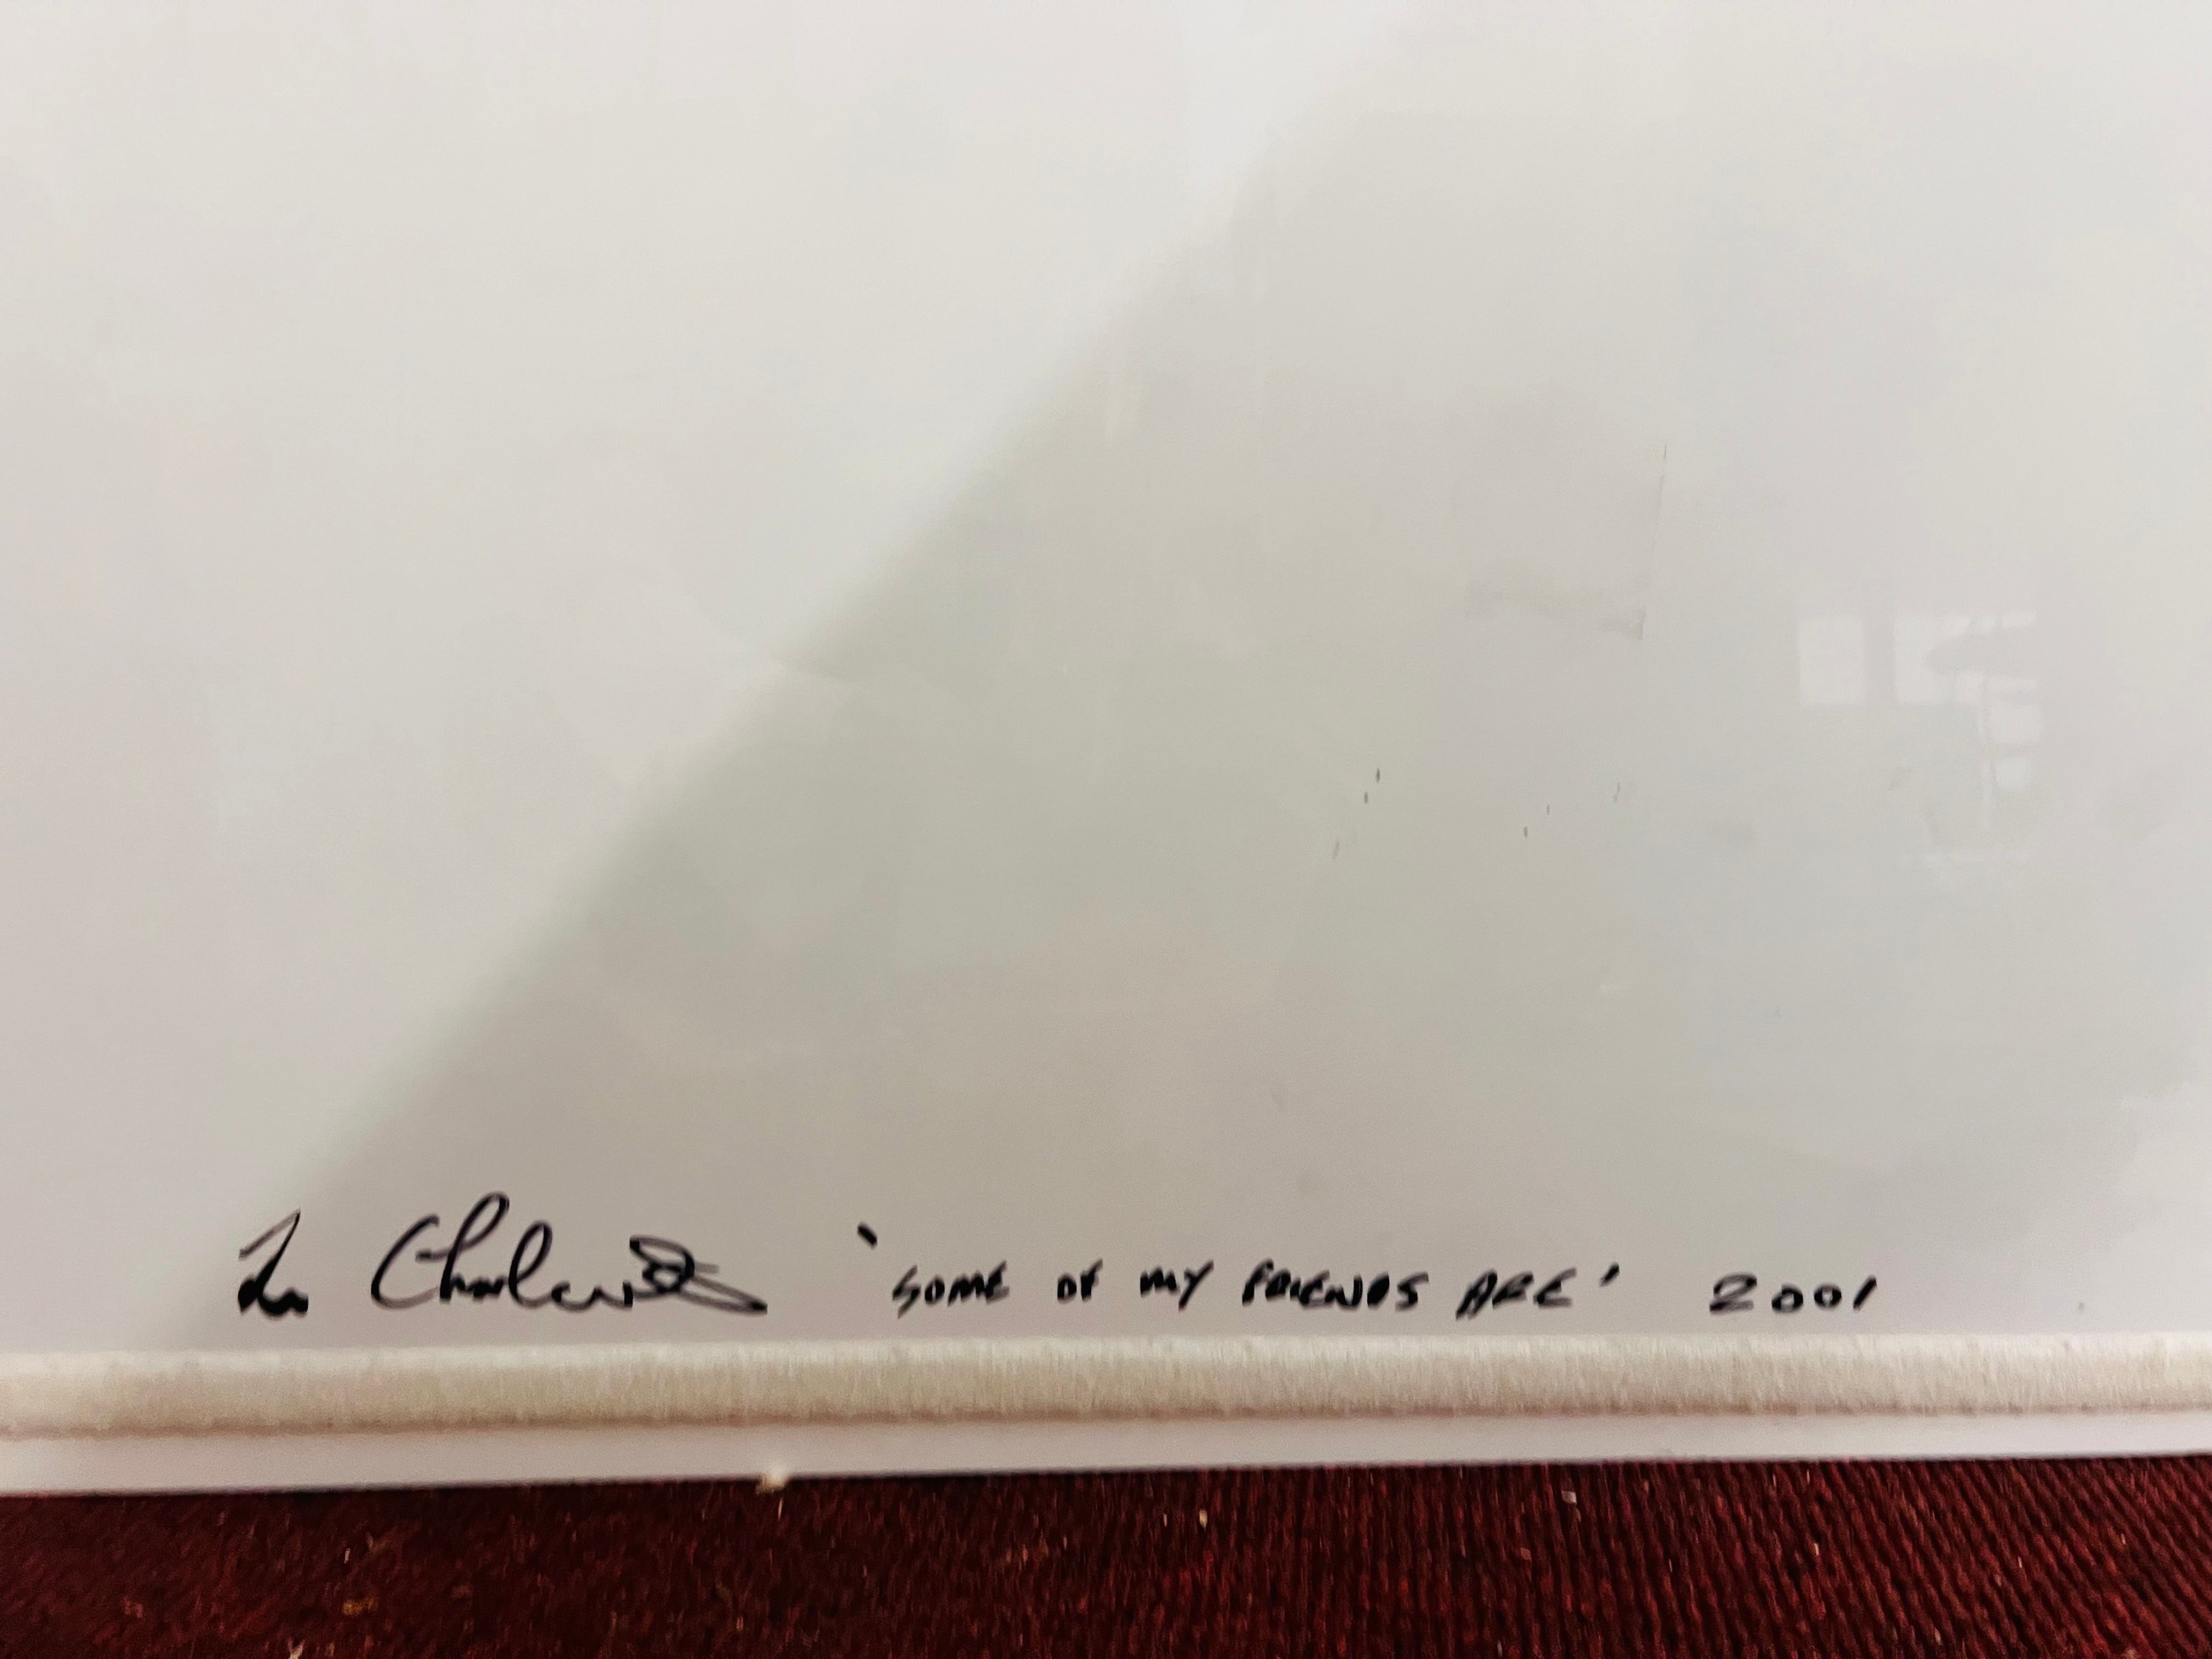 'SOME OF MY FRIENDS ARE' 2001